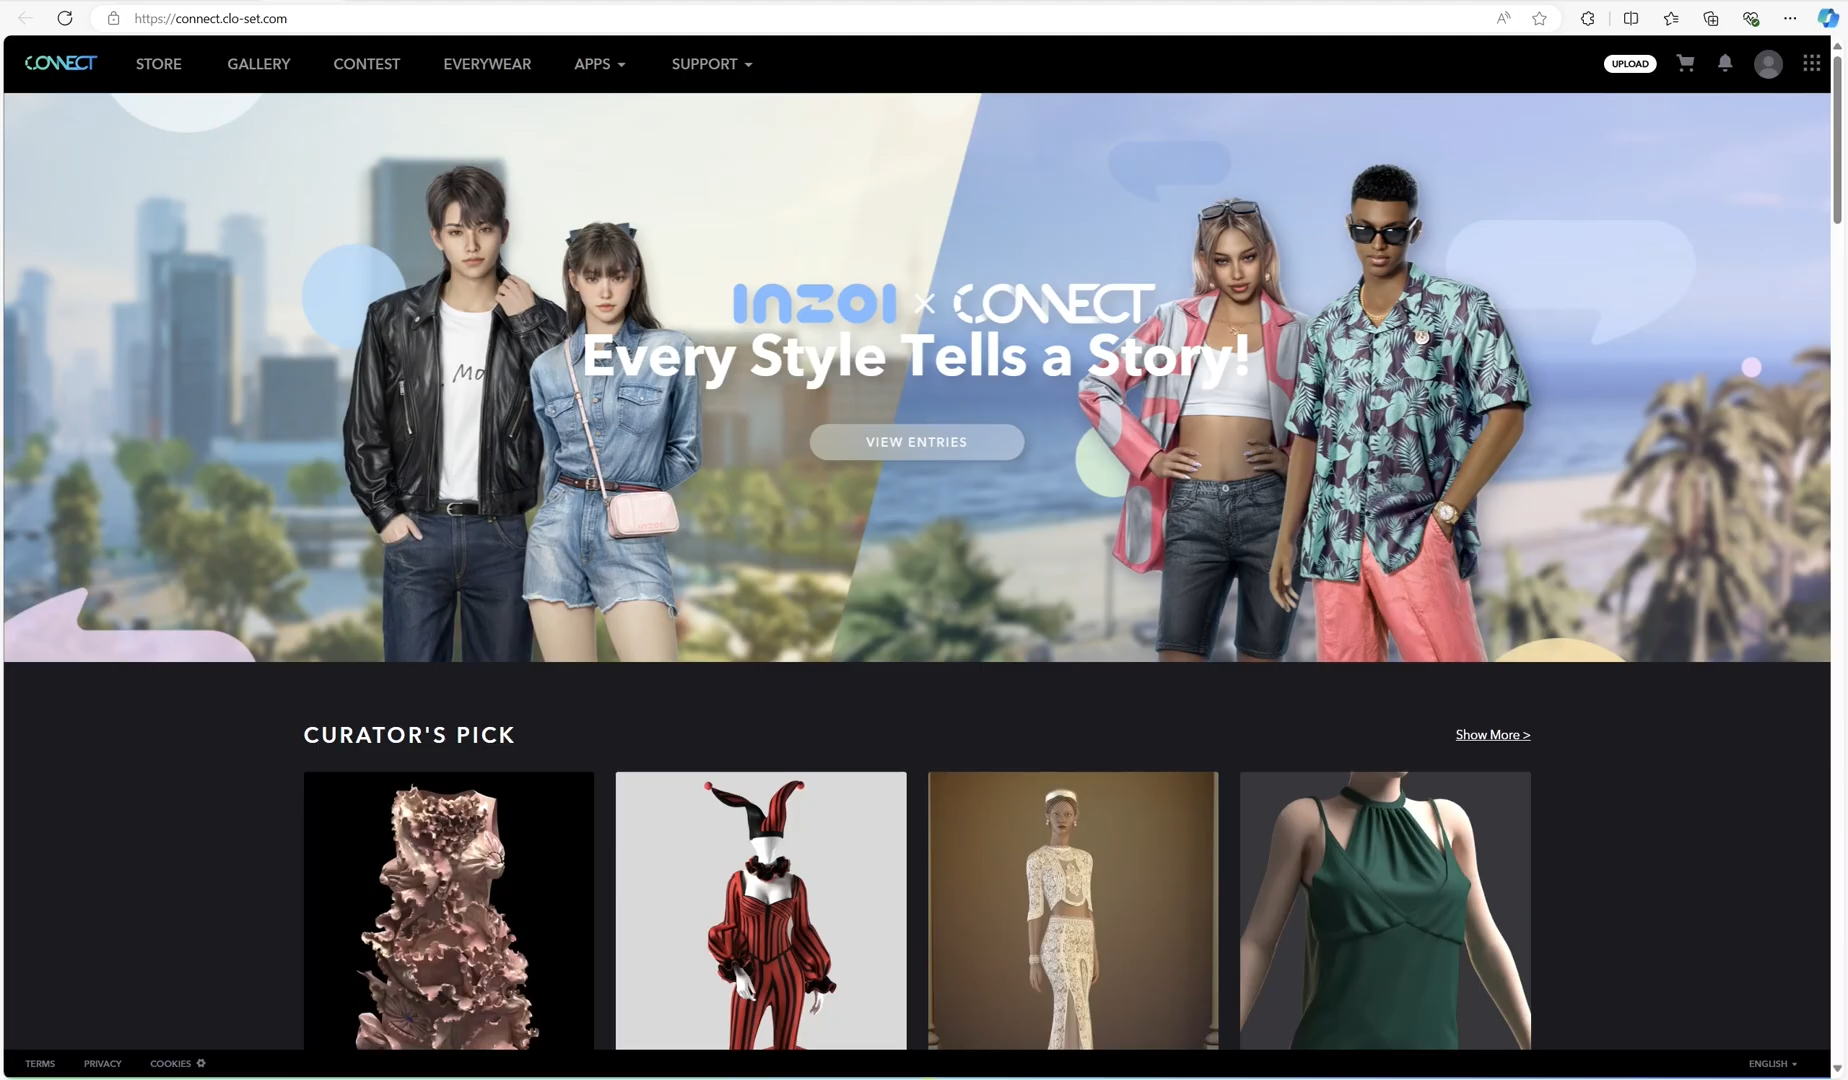 https://connect.clo-set.com
CONNECT
STORE
GALLERY
CONTEST
EVERYWEAR
APPS
SUPPORT
UPLOAD
inZOI × CONNECT
Every Style Tells a Story!
VIEW ENTRIES
inZOI
CURATOR'S PICK
Show More >
TERMS
PRIVACY
COOKIES
ENGLISH